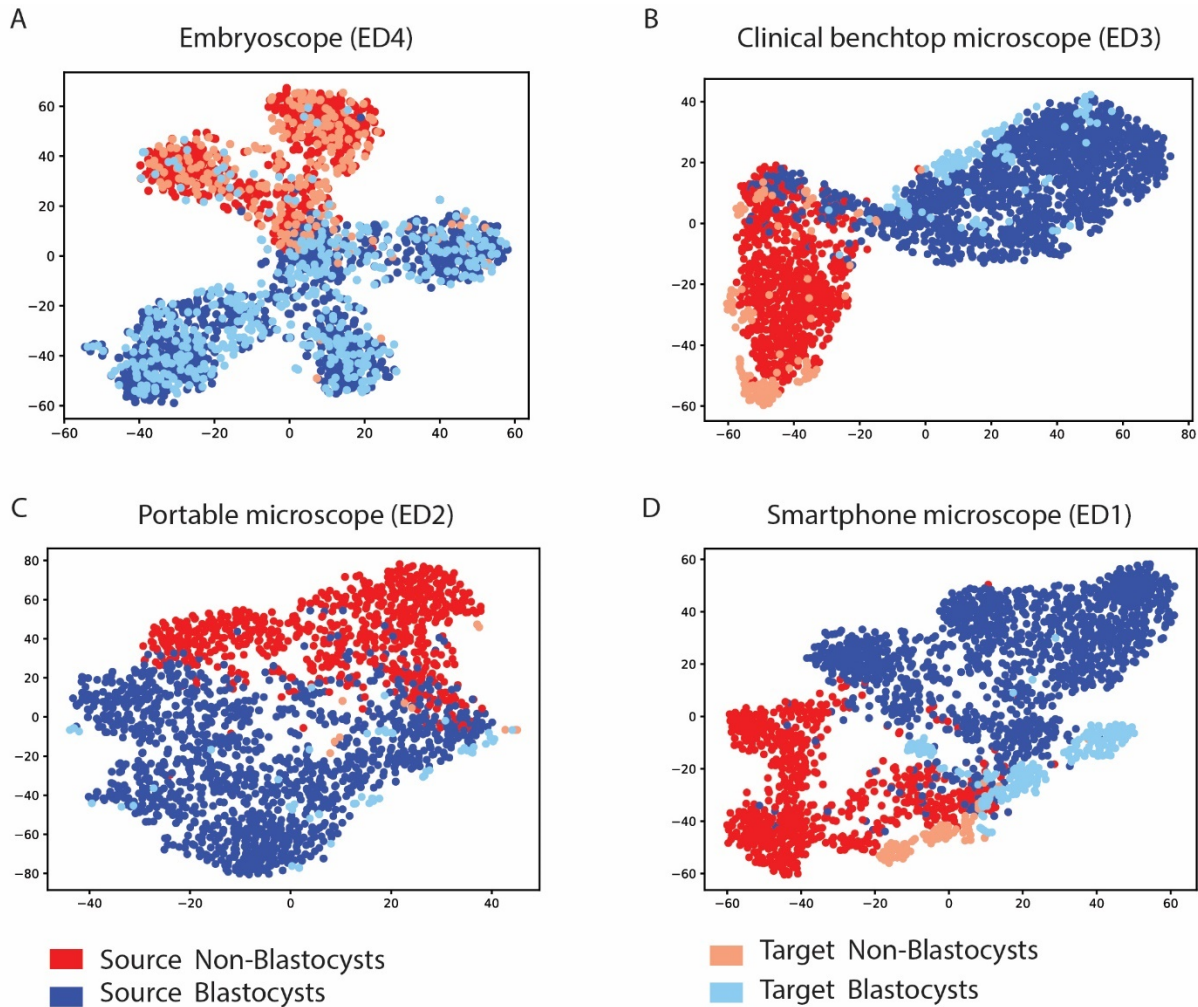 A
Embryoscope (ED4)
60
40
20
0
−20
−40
−60
−60 −40 −20 0 20 40 60
B
Clinical benchtop microscope (ED3)
40
20
0
−20
−40
−60
−60 −40 −20 0 20 40 60 80
C
Portable microscope (ED2)
80
60
40
20
0
−20
−40
−60
−80
−40 −20 0 20 40
D
Smartphone microscope (ED1)
60
40
20
0
−20
−40
−60
−60 −40 −20 0 20 40 60
Source Non-Blastocysts
Source Blastocysts
Target Non-Blastocysts
Target Blastocysts